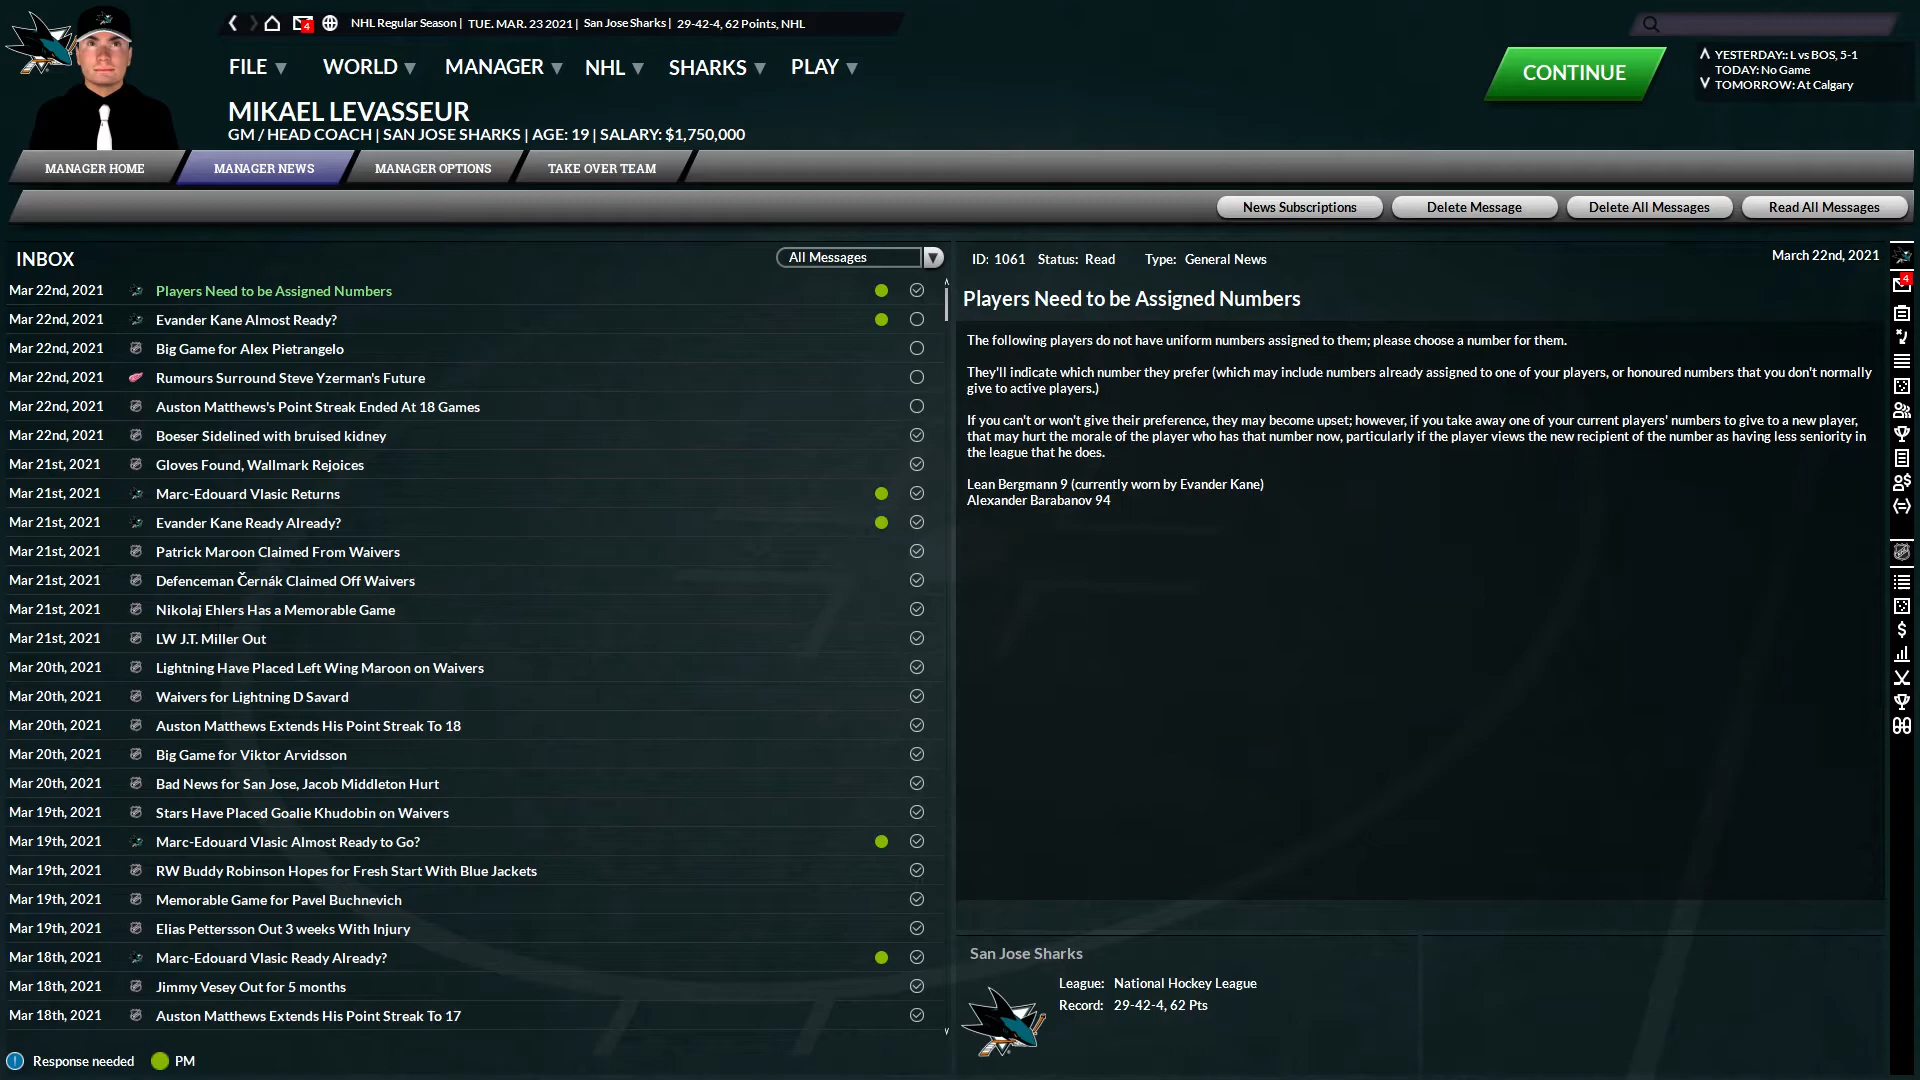 NHL Regular Season | TUE. MAR. 23 2021 | San Jose Sharks | 29-42-4, 62 Points, NHL
4
FILE WORLD MANAGER NHL SHARKS PLAY
CONTINUE
YESTERDAY:: L vs BOS, 5-1
TODAY: No Game
TOMORROW: At Calgary
MIKAEL LEVASSEUR
GM / HEAD COACH | SAN JOSE SHARKS | AGE: 19 | SALARY: $1,750,000
MANAGER HOME MANAGER NEWS MANAGER OPTIONS TAKE OVER TEAM
News Subscriptions Delete Message Delete All Messages Read All Messages
INBOX All Messages
Mar 22nd, 2021 Players Need to be Assigned Numbers
Mar 22nd, 2021 Evander Kane Almost Ready?
Mar 22nd, 2021 Big Game for Alex Pietrangelo
Mar 22nd, 2021 Rumours Surround Steve Yzerman's Future
Mar 22nd, 2021 Auston Matthews's Point Streak Ended At 18 Games
Mar 22nd, 2021 Boeser Sidelined with bruised kidney
Mar 21st, 2021 Gloves Found, Wallmark Rejoices
Mar 21st, 2021 Marc-Edouard Vlasic Returns
Mar 21st, 2021 Evander Kane Ready Already?
Mar 21st, 2021 Patrick Maroon Claimed From Waivers
Mar 21st, 2021 Defenceman Černák Claimed Off Waivers
Mar 21st, 2021 Nikolaj Ehlers Has a Memorable Game
Mar 21st, 2021 LW J.T. Miller Out
Mar 20th, 2021 Lightning Have Placed Left Wing Maroon on Waivers
Mar 20th, 2021 Waivers for Lightning D Savard
Mar 20th, 2021 Auston Matthews Extends His Point Streak To 18
Mar 20th, 2021 Big Game for Viktor Arvidsson
Mar 20th, 2021 Bad News for San Jose, Jacob Middleton Hurt
Mar 19th, 2021 Stars Have Placed Goalie Khudobin on Waivers
Mar 19th, 2021 Marc-Edouard Vlasic Almost Ready to Go?
Mar 19th, 2021 RW Buddy Robinson Hopes for Fresh Start With Blue Jackets
Mar 19th, 2021 Memorable Game for Pavel Buchnevich
Mar 19th, 2021 Elias Pettersson Out 3 weeks With Injury
Mar 18th, 2021 Marc-Edouard Vlasic Ready Already?
Mar 18th, 2021 Jimmy Vesey Out for 5 months
Mar 18th, 2021 Auston Matthews Extends His Point Streak To 17
Response needed PM
ID: 1061 Status: Read Type: General News March 22nd, 2021
Players Need to be Assigned Numbers
The following players do not have uniform numbers assigned to them; please choose a number for them.
They'll indicate which number they prefer (which may include numbers already assigned to one of your players, or honoured numbers that you don't normally
give to active players.)
If you can't or won't give their preference, they may become upset; however, if you take away one of your current players' numbers to give to a new player,
that may hurt the morale of the player who has that number now, particularly if the player views the new recipient of the number as having less seniority in
the league that he does.
Lean Bergmann 9 (currently worn by Evander Kane)
Alexander Barabanov 94
San Jose Sharks
League: National Hockey League
Record: 29-42-4, 62 Pts
4